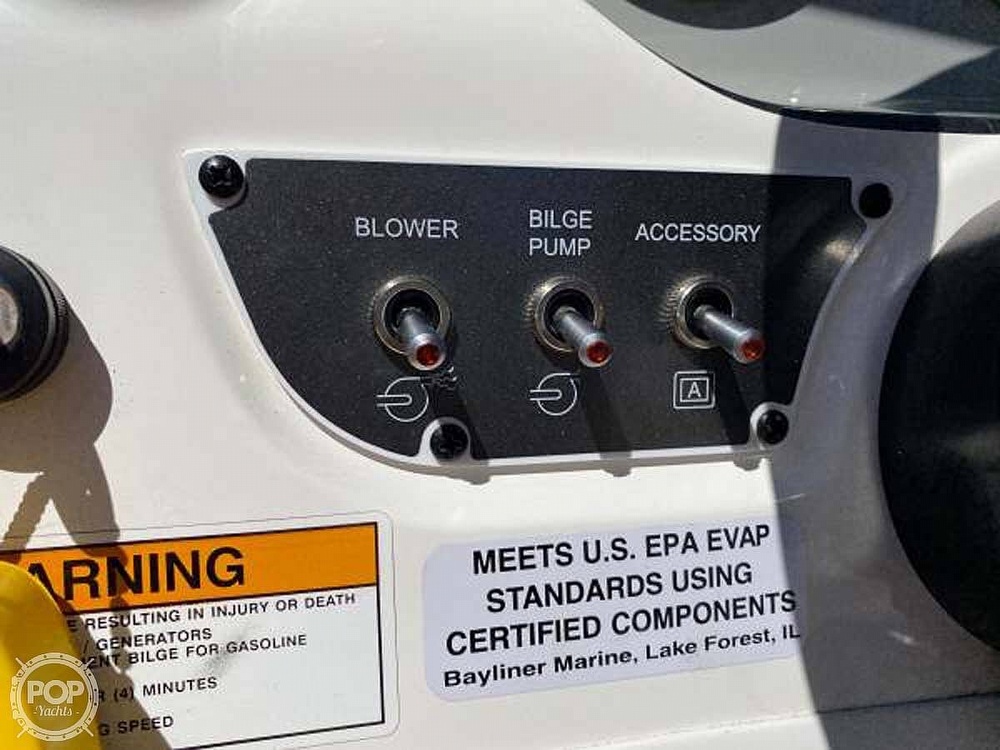 BLOWER
BILGE
PUMP
ACCESSORY
A
ARNING
RESULTING IN INJURY OR DEATH
/ GENERATORS
BILGE FOR GASOLINE
(4) MINUTES
SPEED
MEETS U.S. EPA EVAP
STANDARDS USING
CERTIFIED COMPONENTS
Bayliner Marine, Lake Forest, IL
POP
Yachts